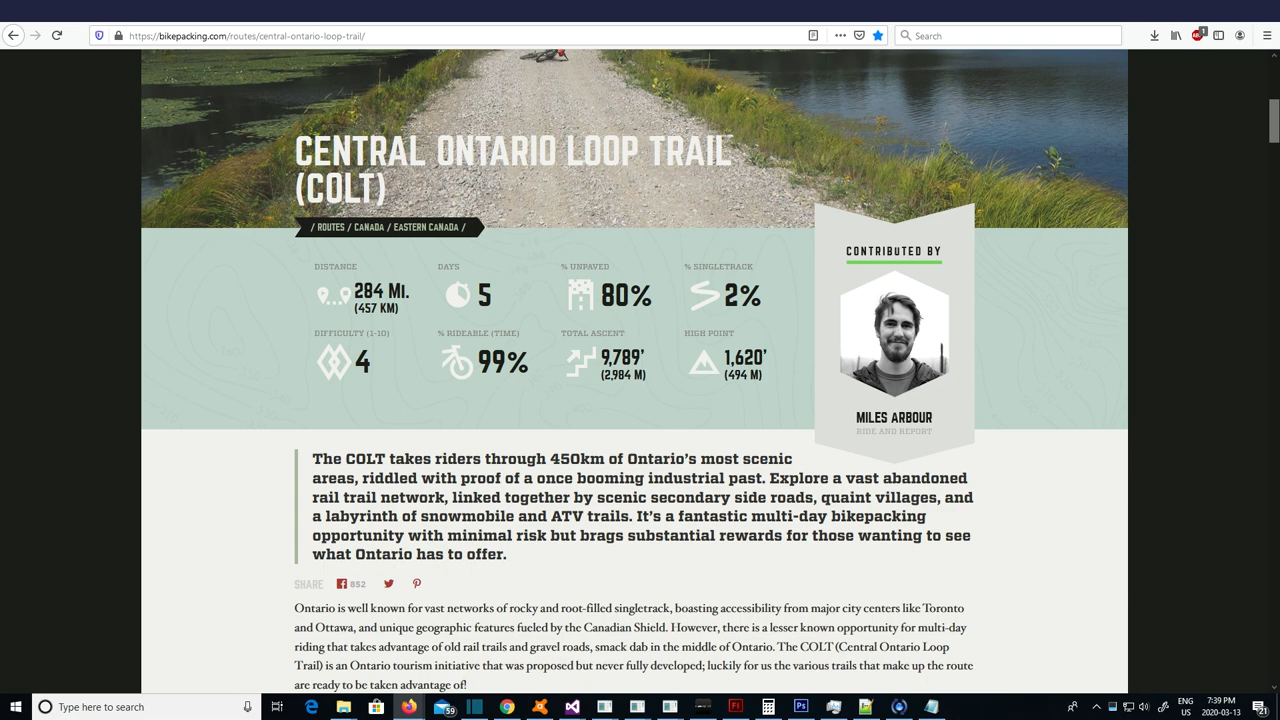 https://bikepacking.com/routes/central-ontario-loop-trail/
Search
CENTRAL ONTARIO LOOP TRAIL
(COLT)
/ ROUTES / CANADA / EASTERN CANADA /
CONTRIBUTED BY
MILES ARBOUR
RIDE AND REPORT
DISTANCE
284 MI.
(457 KM)
DAYS
5
% UNPAVED
80%
% SINGLETRACK
2%
DIFFICULTY (1-10)
4
% RIDEABLE (TIME)
99%
TOTAL ASCENT
9,789'
(2,984 M)
HIGH POINT
1,620'
(494 M)
The COLT takes riders through 450km of Ontario's most scenic
areas, riddled with proof of a once booming industrial past. Explore a vast abandoned
rail trail network, linked together by scenic secondary side roads, quaint villages, and
a labyrinth of snowmobile and ATV trails. It's a fantastic multi-day bikepacking
opportunity with minimal risk but brags substantial rewards for those wanting to see
what Ontario has to offer.
SHARE 852
Ontario is well known for vast networks of rocky and root-filled singletrack, boasting accessibility from major city centers like Toronto
and Ottawa, and unique geographic features fueled by the Canadian Shield. However, there is a lesser known opportunity for multi-day
riding that takes advantage of old rail trails and gravel roads, smack dab in the middle of Ontario. The COLT (Central Ontario Loop
Trail) is an Ontario tourism initiative that was proposed but never fully developed; luckily for us the various trails that make up the route
are ready to be taken advantage of!
Type here to search
59
ENG
US
7:39 PM
2020-03-13
21